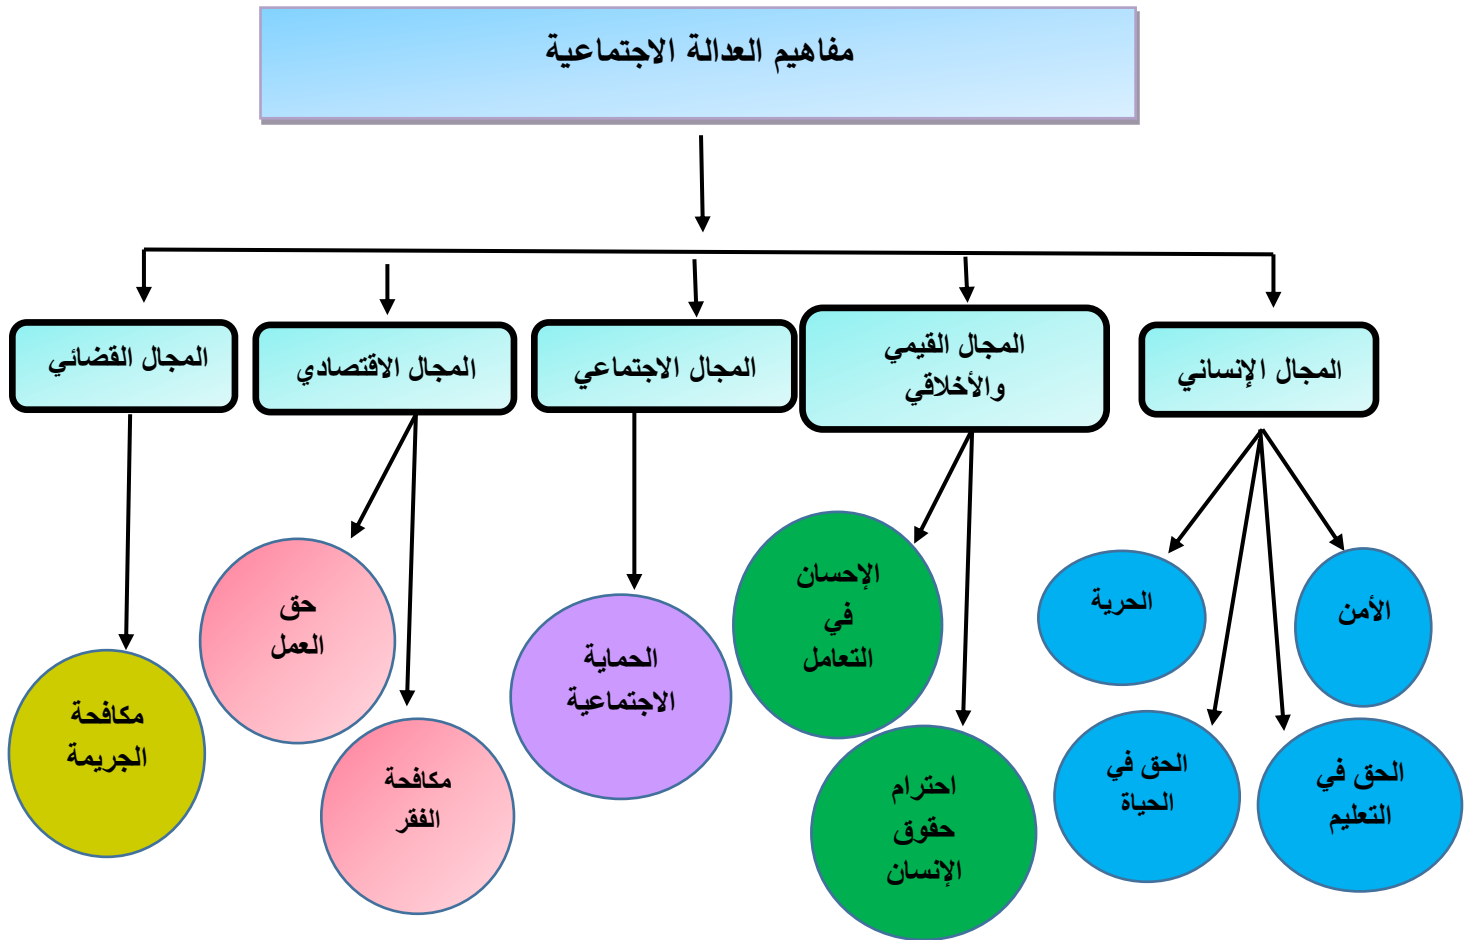 مفاهيم العدالة الاجتماعية
المجال الإنساني
المجال القيمي
والأخلاقي
المجال الاجتماعي
المجال الاقتصادي
المجال القضائي
الأمن
الحرية
الحق في
التعليم
الحق في
الحياة
الإحسان
في
التعامل
احترام
حقوق
الإنسان
الحماية
الاجتماعية
حق
العمل
مكافحة
الفقر
مكافحة
الجريمة